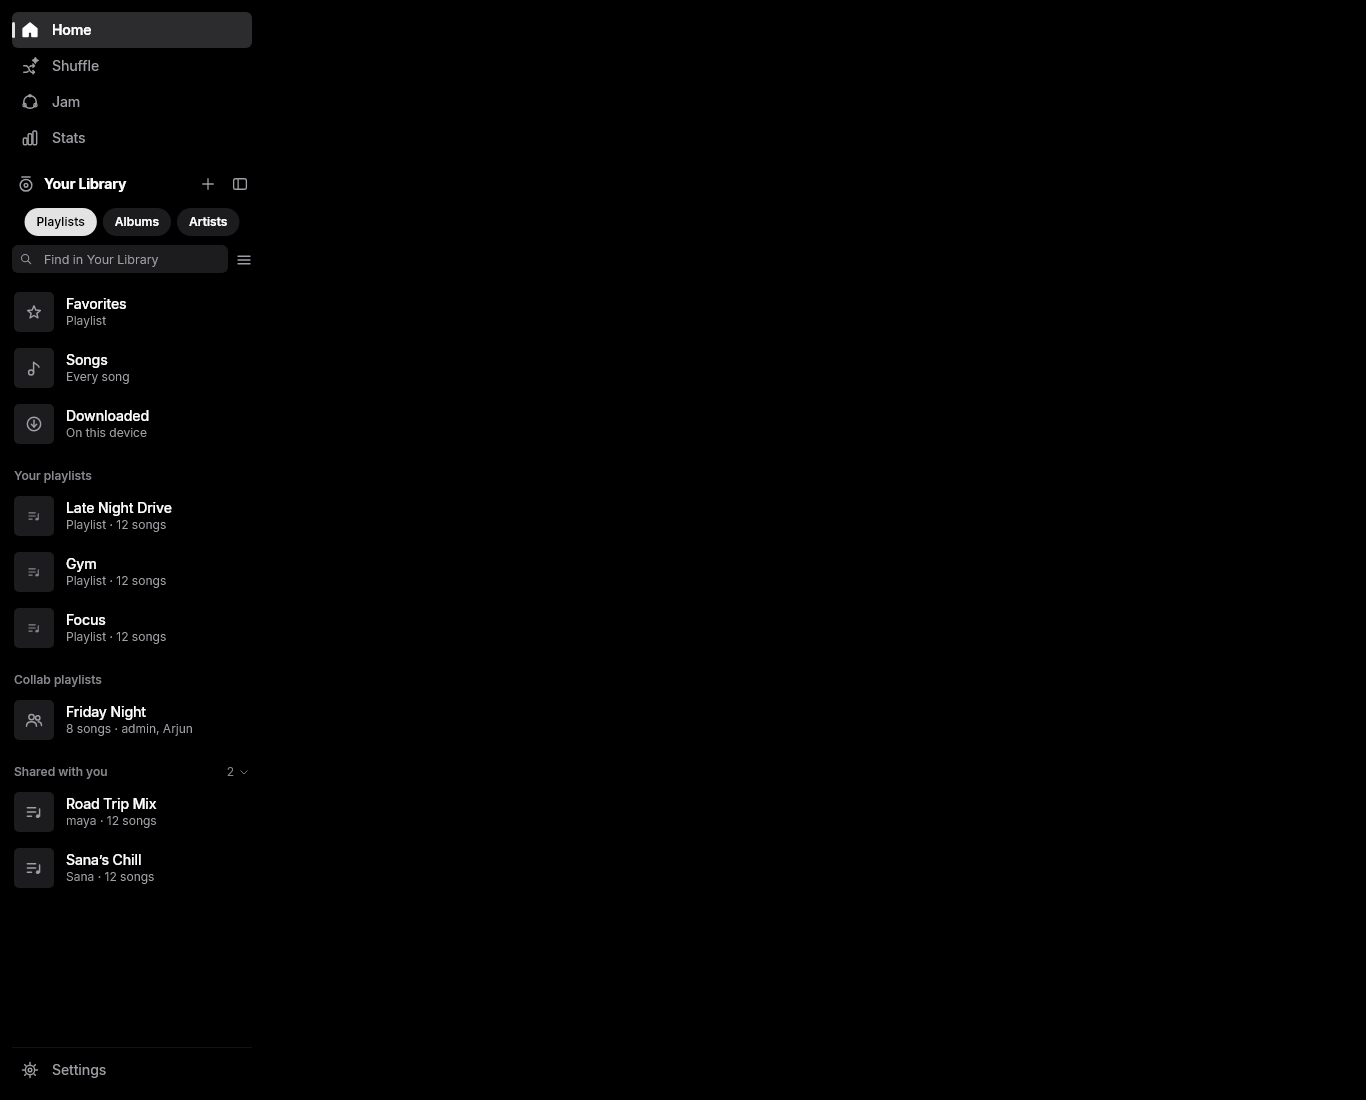 Home
Shuffle
Jam
Stats
Your Library
Playlists
Albums
Artists
Find in Your Library
Favorites
Playlist
Songs
Every song
Downloaded
On this device
Your playlists
Late Night Drive
Playlist · 12 songs
Gym
Playlist · 12 songs
Focus
Playlist · 12 songs
Collab playlists
Friday Night
8 songs · admin, Arjun
Shared with you 2
Road Trip Mix
maya · 12 songs
Sana’s Chill
Sana · 12 songs
Settings